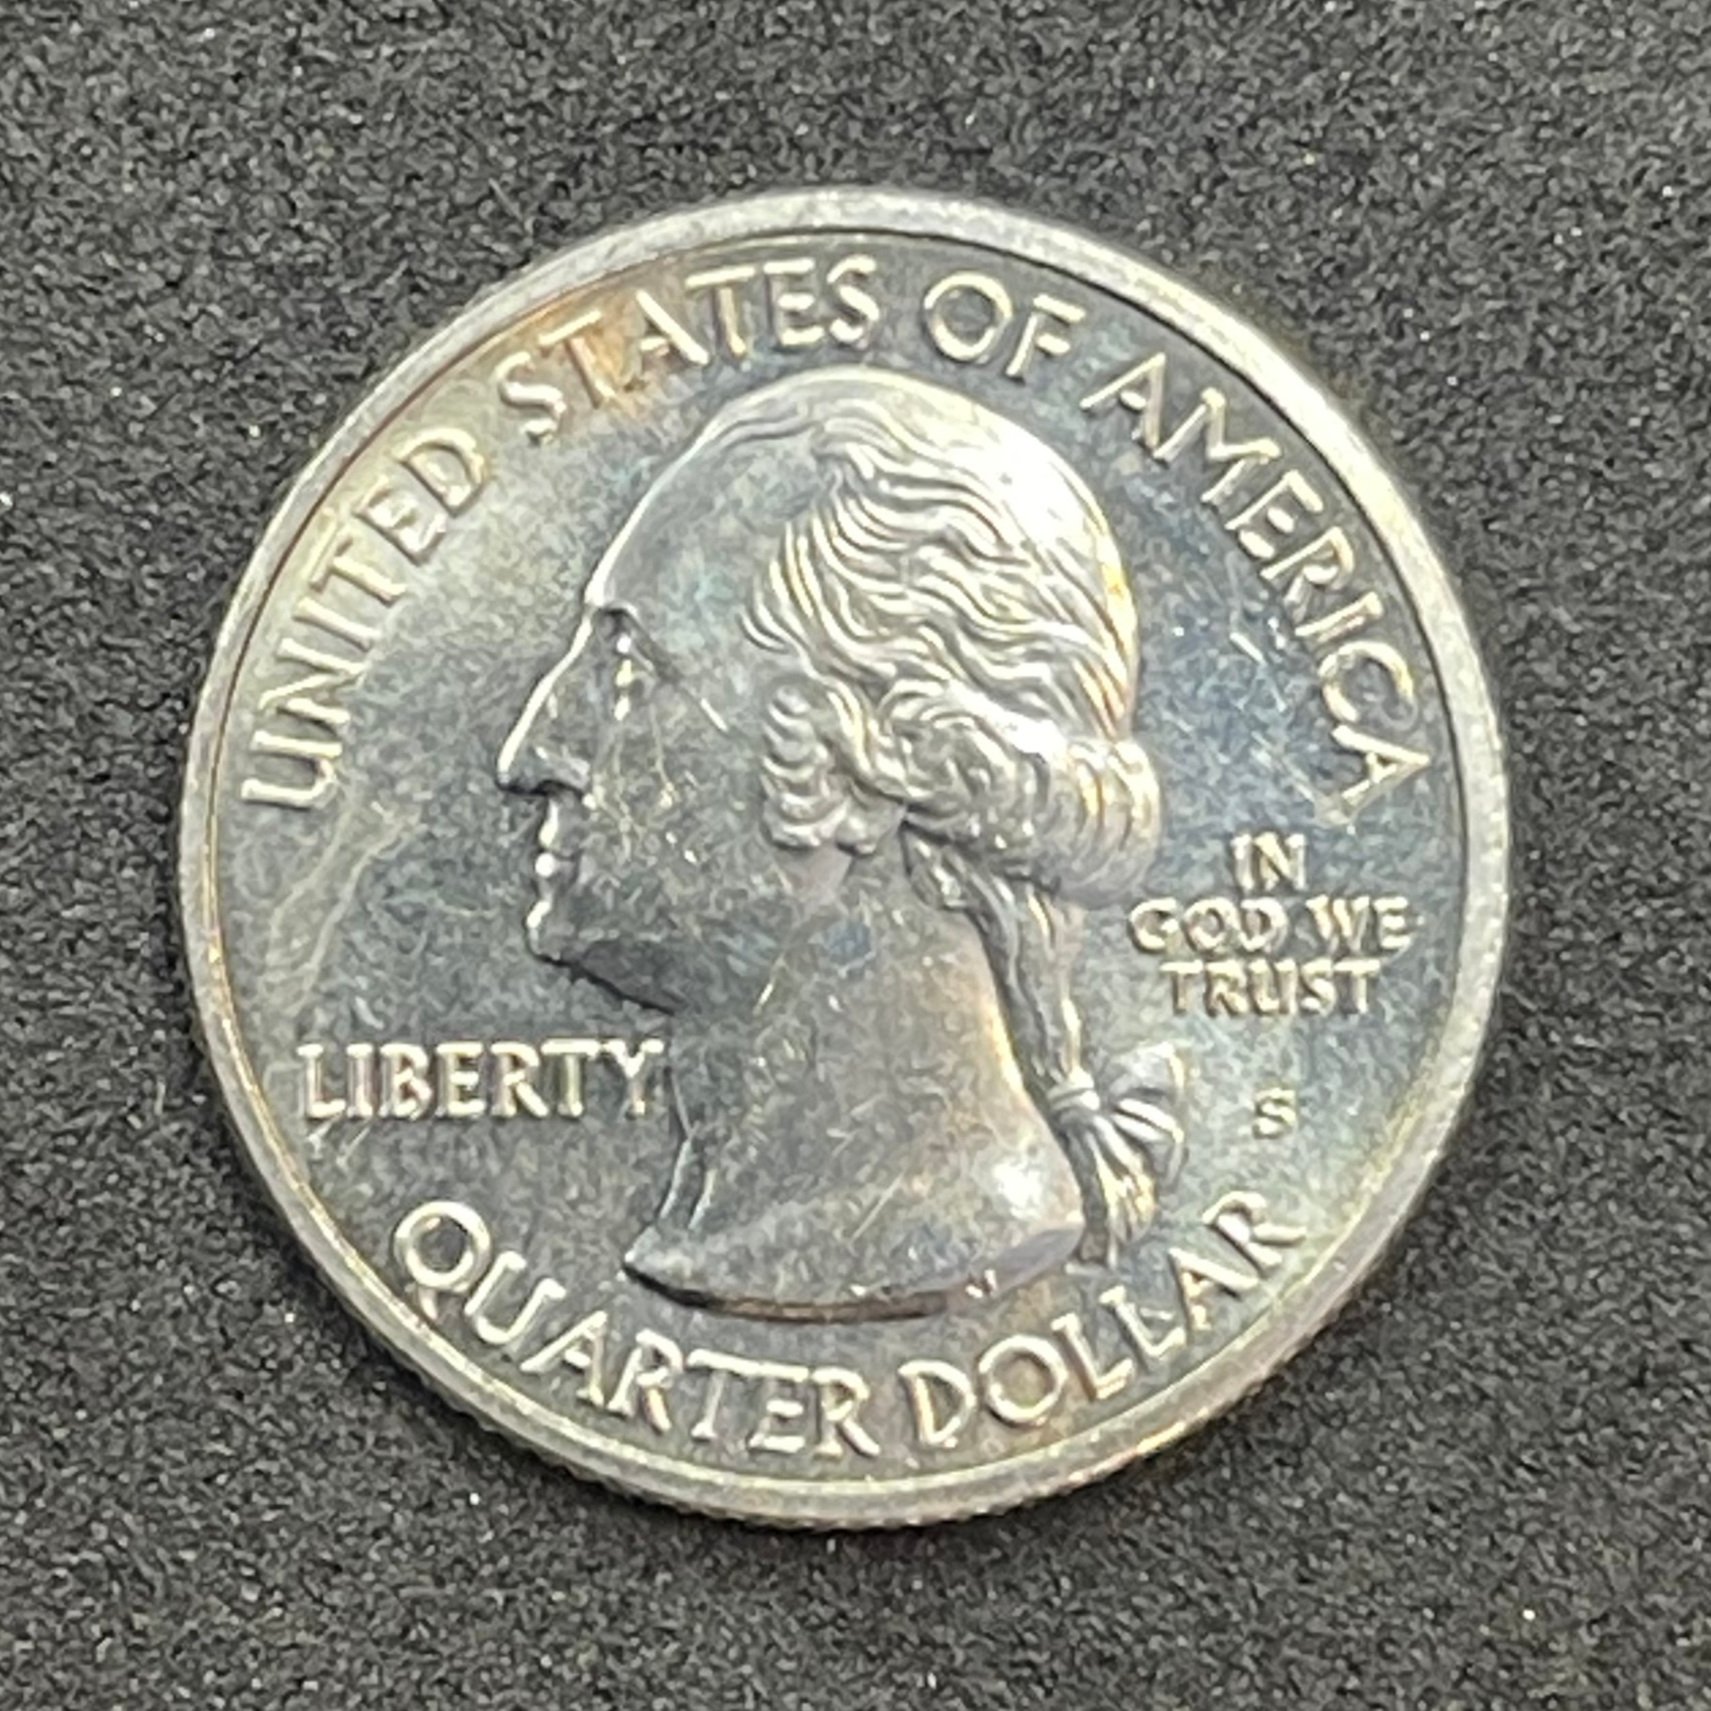 UNITED STATES OF AMERICA
LIBERTY
IN
GOD WE
TRUST
S
QUARTER DOLLAR